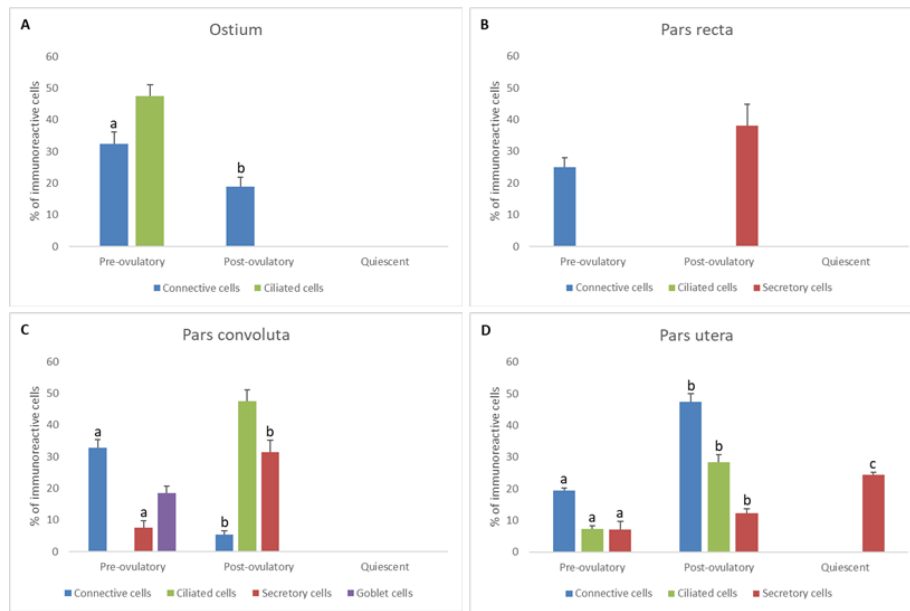 A
Ostium
% of immunoreactive cells
60
50
40
30
20
10
0
a
b
Pre-ovulatory Post-ovulatory Quiescent
Connective cells Ciliated cells
B
Pars recta
% of immunoreactive cells
60
50
40
30
20
10
0
Pre-ovulatory Post-ovulatory Quiescent
Connective cells Ciliated cells Secretory cells
C
Pars convoluta
% of immunoreactive cells
60
50
40
30
20
10
0
a
a
b
b
Pre-ovulatory Post-ovulatory Quiescent
Connective cells Ciliated cells Secretory cells Goblet cells
D
Pars utera
% of immunoreactive cells
60
50
40
30
20
10
0
a
a
a
b
b
b
c
Pre-ovulatory Post-ovulatory Quiescent
Connective cells Ciliated cells Secretory cells